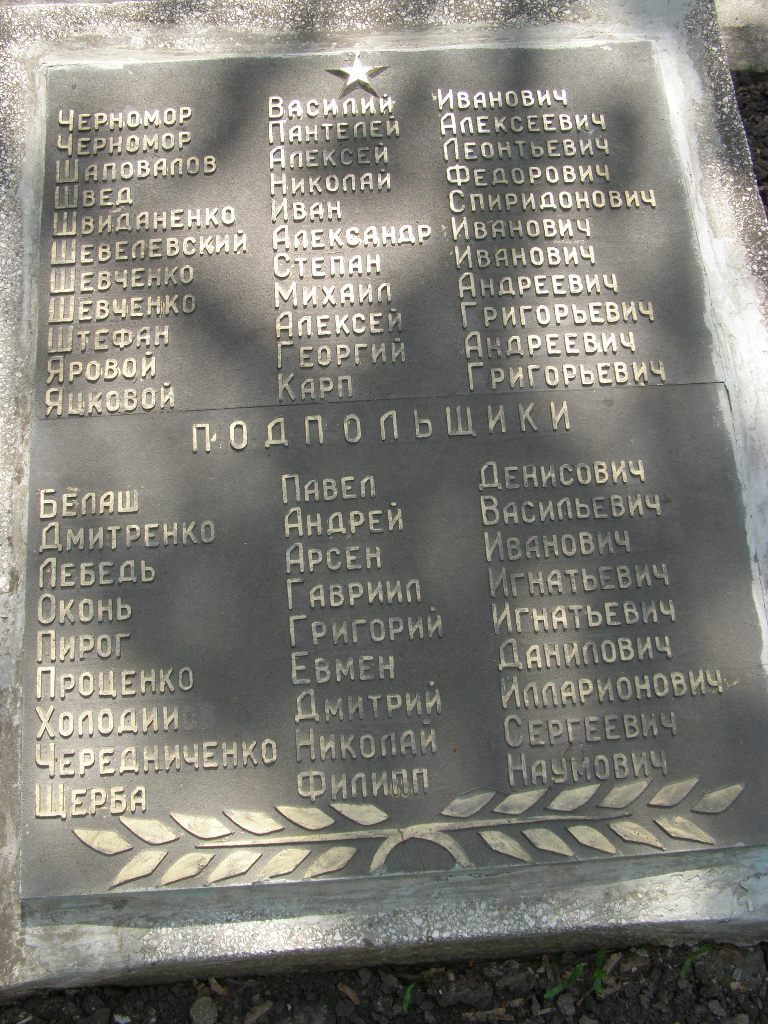 Черномор Василий Иванович
Черномор Пантелей Алексеевич
Шаповалов Алексей Леонтьевич
Швед Николай Федорович
Швиданенко Иван Спиридонович
Шевелевский Александр Иванович
Шевченко Степан Иванович
Шевченко Михаил Андреевич
Штефан Алексей Григорьевич
Яровой Георгий Андреевич
Яцковой Карп Григорьевич
ПОДПОЛЬЩИКИ
Белаш Павел Денисович
Дмитренко Андрей Васильевич
Лебедь Арсен Иванович
Оконь Гавриил Игнатьевич
Пирог Григорий Игнатьевич
Проценко Евмен Данилович
Дмитрий Илларионович
Чередниченко Николай Сергеевич
Щерба Филипп Наумович